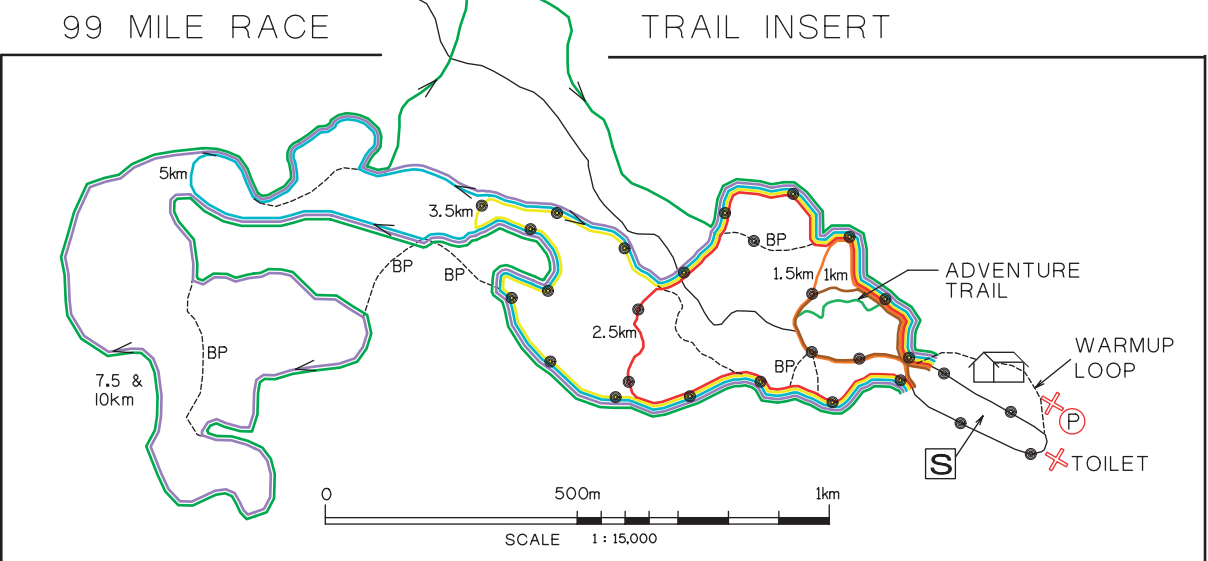 99 MILE RACE
TRAIL INSERT
5km
3.5km
BP
1.5km
1km
ADVENTURE
TRAIL
BP
BP
2.5km
BP
BP
WARMUP
LOOP
7.5 &
10km
P
S
TOILET
0
500m
1km
SCALE 1 : 15,000